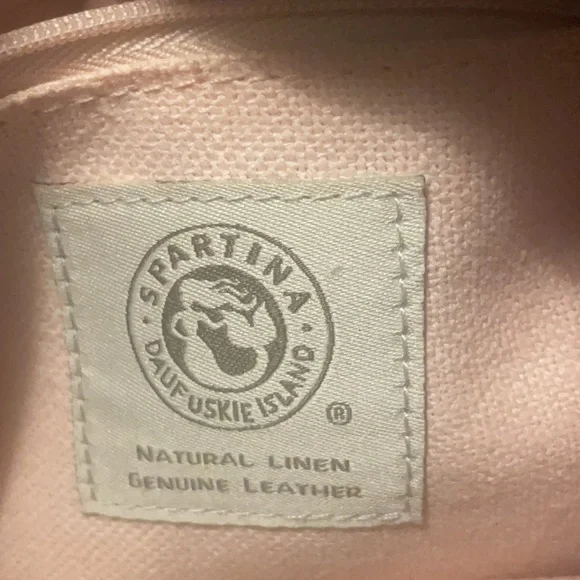 · SPARTINA ·
DAUFUSKIE ISLAND
®
NATURAL LINEN
GENUINE LEATHER